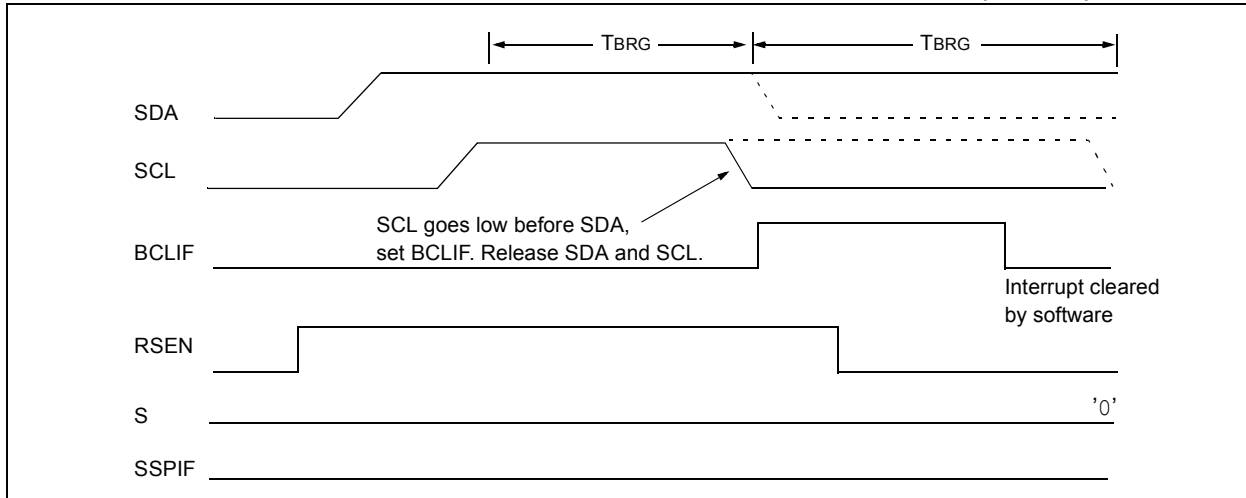 TBRG
TBRG
SDA
SCL
SCL goes low before SDA,
set BCLIF. Release SDA and SCL.
BCLIF
Interrupt cleared
by software
RSEN
S
'0'
SSPIF